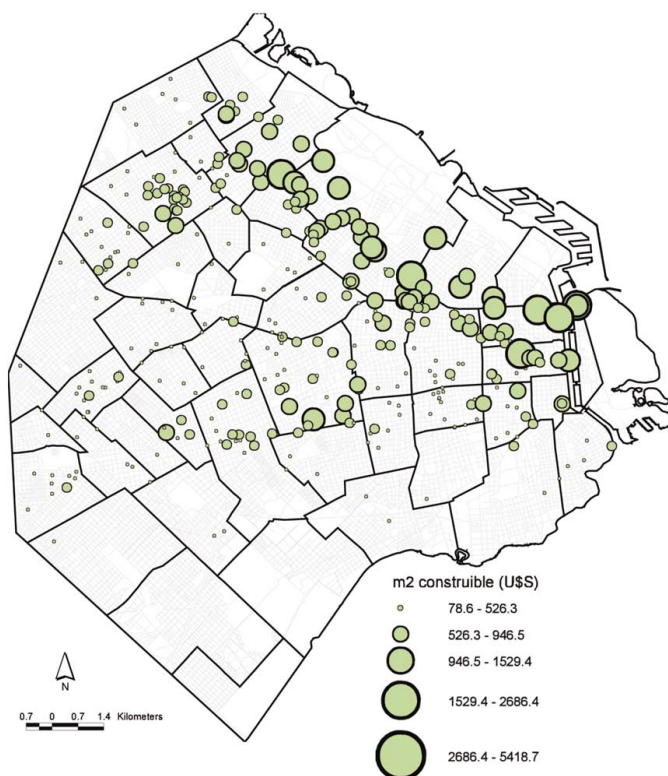 m2 construible (U$S)
78.6 - 526.3
526.3 - 946.5
946.5 - 1529.4
1529.4 - 2686.4
2686.4 - 5418.7
N
0.7 0 0.7 1.4 Kilometers